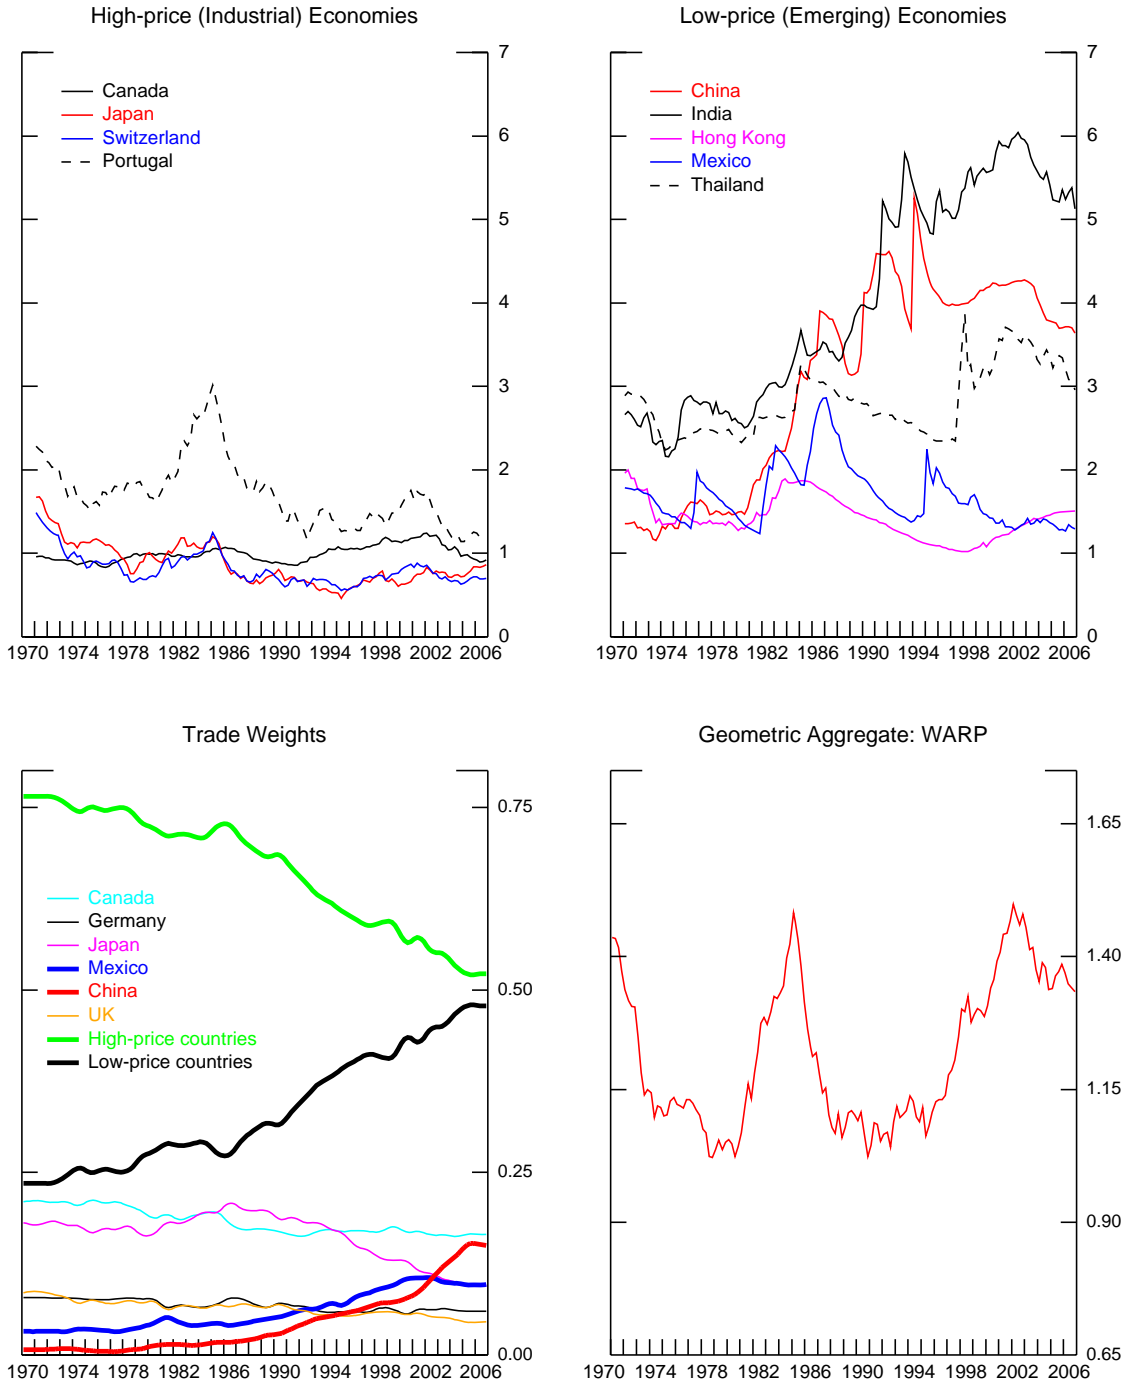 High-price (Industrial) Economies
7
6
5
4
3
2
1
0
Canada
Japan
Switzerland
Portugal
1970 1974 1978 1982 1986 1990 1994 1998 2002 2006
Low-price (Emerging) Economies
7
6
5
4
3
2
1
0
China
India
Hong Kong
Mexico
Thailand
1970 1974 1978 1982 1986 1990 1994 1998 2002 2006
Trade Weights
0.75
0.50
0.25
0.00
Canada
Germany
Japan
Mexico
China
UK
High-price countries
Low-price countries
1970 1974 1978 1982 1986 1990 1994 1998 2002 2006
Geometric Aggregate: WARP
1.65
1.40
1.15
0.90
0.65
1970 1974 1978 1982 1986 1990 1994 1998 2002 2006